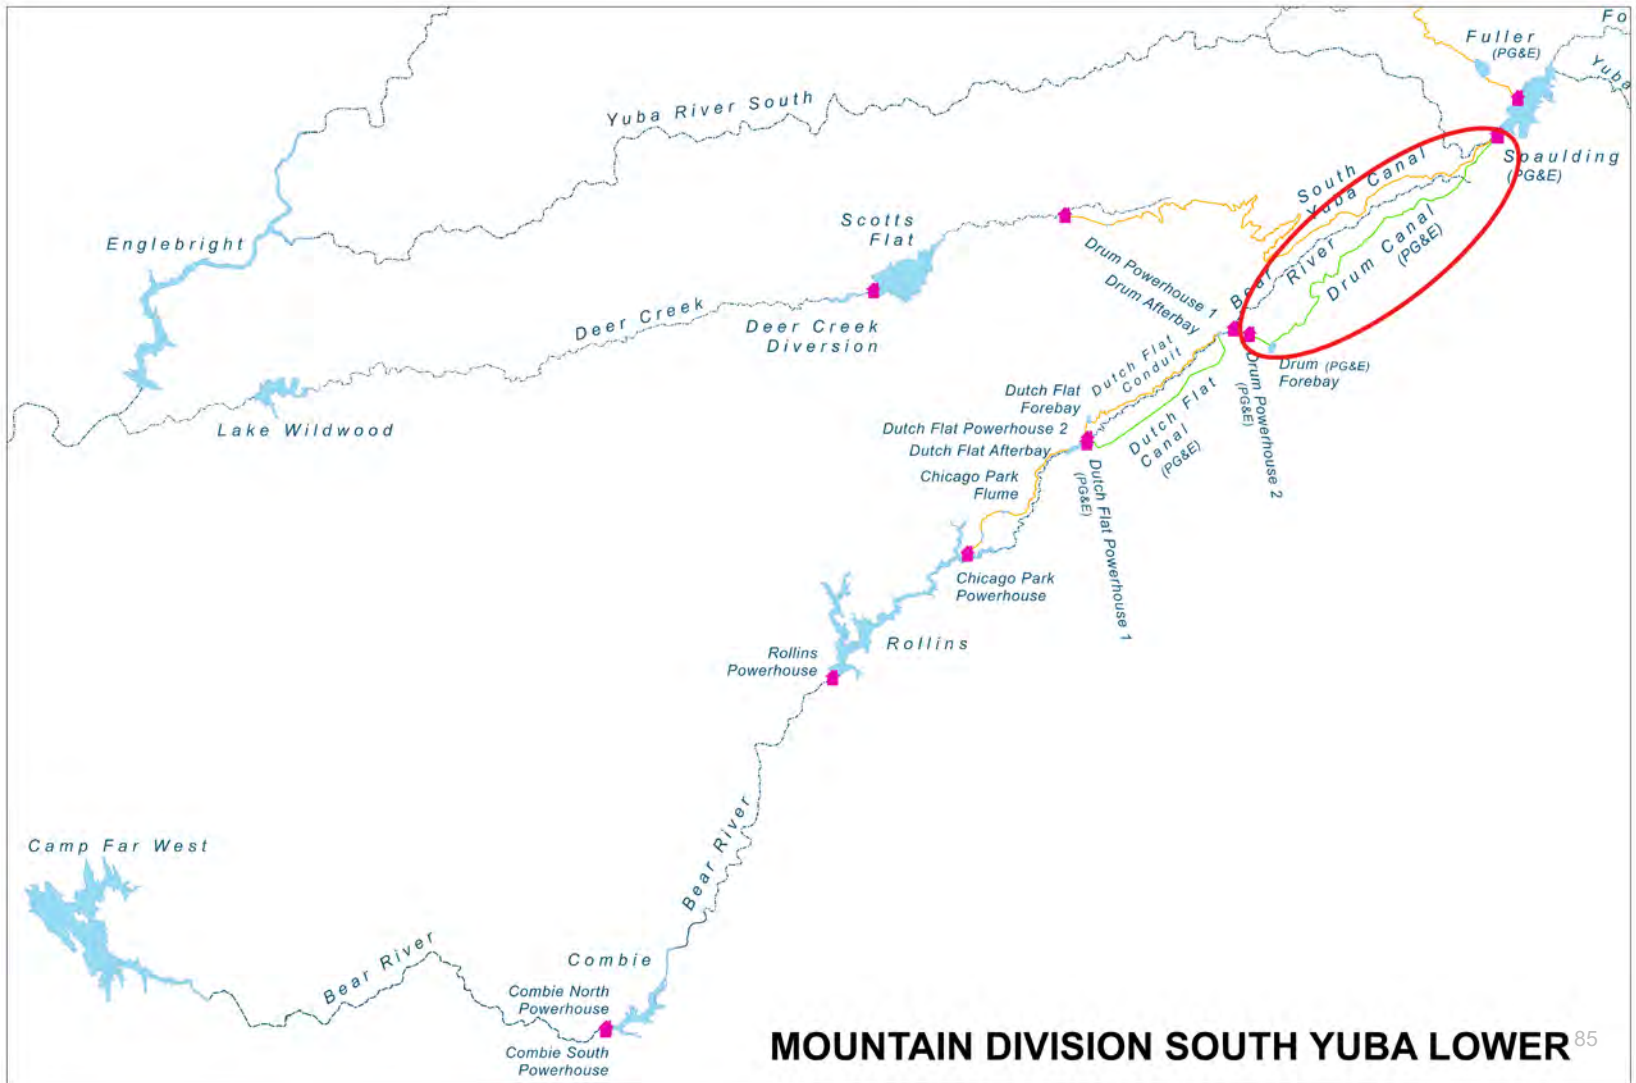 Fo
Fuller
(PG&E)
Yuba
Yuba River South
Spaulding
(PG&E)
South
Yuba Canal
Scotts
Flat
Englebright
Drum Powerhouse 1
Drum Afterbay
Bear River
Drum Canal
(PG&E)
Deer Creek
Deer Creek
Diversion
Dutch Flat
Conduit
Drum (PG&E)
Forebay
Drum Powerhouse 2
(PG&E)
Dutch Flat
Forebay
Dutch Flat
Canal
(PG&E)
Lake Wildwood
Dutch Flat Powerhouse 2
Dutch Flat Afterbay
Chicago Park
Flume
Dutch Flat Powerhouse 1
(PG&E)
Chicago Park
Powerhouse
Rollins
Rollins
Powerhouse
Bear River
Camp Far West
Bear River
Combie
Combie North
Powerhouse
Combie South
Powerhouse
MOUNTAIN DIVISION SOUTH YUBA LOWER
85